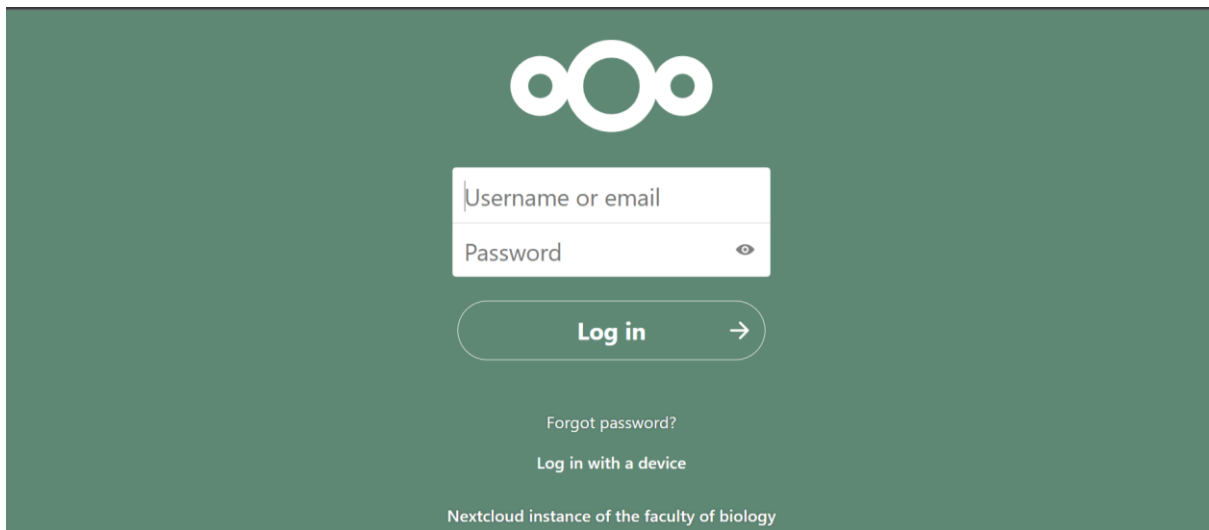 Username or email
Password
Log in
Forgot password?
Log in with a device
Nextcloud instance of the faculty of biology